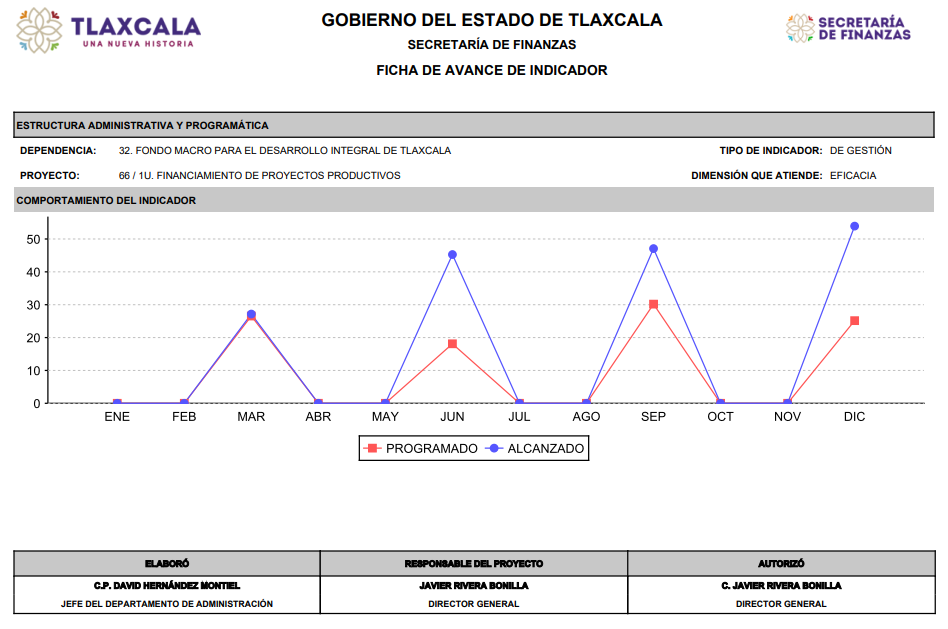 TLAXCALA
UNA NUEVA HISTORIA
GOBIERNO DEL ESTADO DE TLAXCALA
SECRETARÍA DE FINANZAS
FICHA DE AVANCE DE INDICADOR
SECRETARÍA
DE FINANZAS
ESTRUCTURA ADMINISTRATIVA Y PROGRAMÁTICA
DEPENDENCIA: 32. FONDO MACRO PARA EL DESARROLLO INTEGRAL DE TLAXCALA TIPO DE INDICADOR: DE GESTIÓN
PROYECTO: 66 / 1U. FINANCIAMIENTO DE PROYECTOS PRODUCTIVOS DIMENSIÓN QUE ATIENDE: EFICACIA
COMPORTAMIENTO DEL INDICADOR
50
40
30
20
10
0
ENE FEB MAR ABR MAY JUN JUL AGO SEP OCT NOV DIC
PROGRAMADO ALCANZADO
ELABORÓ RESPONSABLE DEL PROYECTO AUTORIZÓ
C.P. DAVID HERNÁNDEZ MONTIEL JAVIER RIVERA BONILLA C. JAVIER RIVERA BONILLA
JEFE DEL DEPARTAMENTO DE ADMINISTRACIÓN DIRECTOR GENERAL DIRECTOR GENERAL